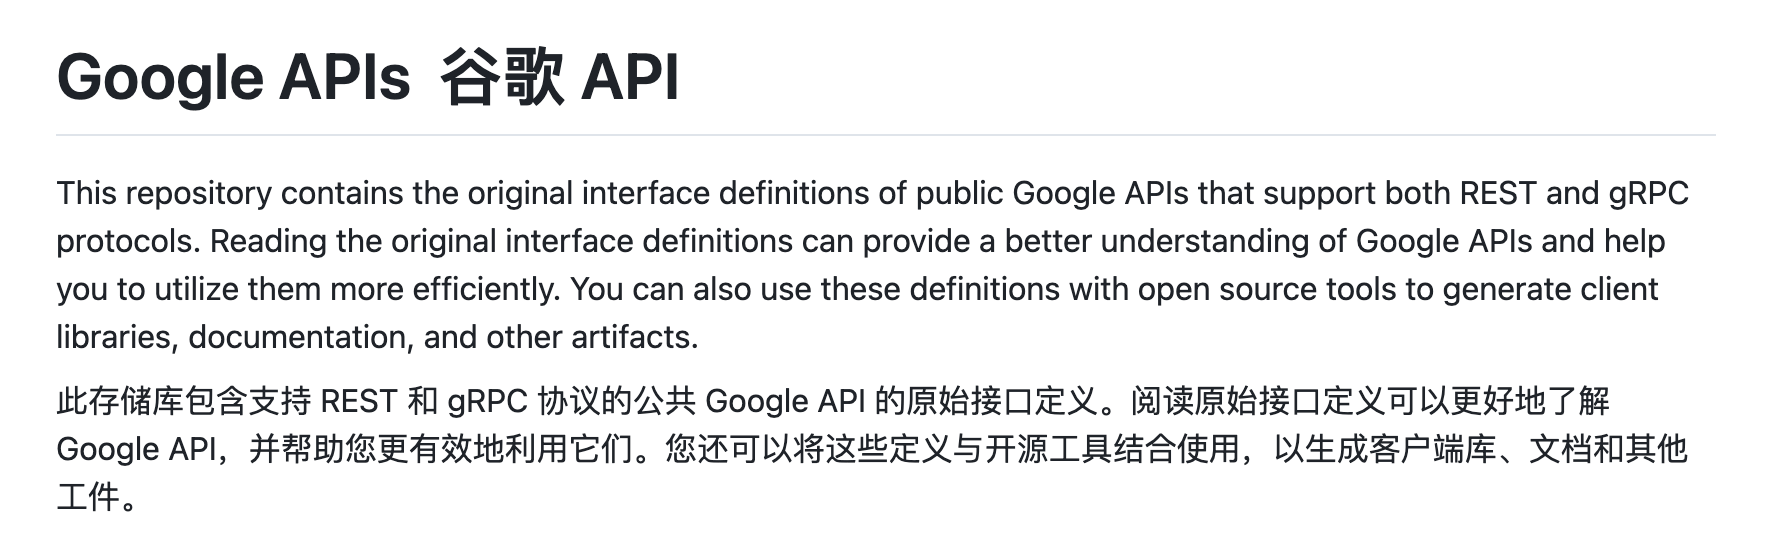 Google APIs 谷歌 API
This repository contains the original interface definitions of public Google APIs that support both REST and gRPC
protocols. Reading the original interface definitions can provide a better understanding of Google APIs and help
you to utilize them more efficiently. You can also use these definitions with open source tools to generate client
libraries, documentation, and other artifacts.
此存储库包含支持 REST 和 gRPC 协议的公共 Google API 的原始接口定义。阅读原始接口定义可以更好地了解
Google API，并帮助您更有效地利用它们。您还可以将这些定义与开源工具结合使用，以生成客户端库、文档和其他
工件。